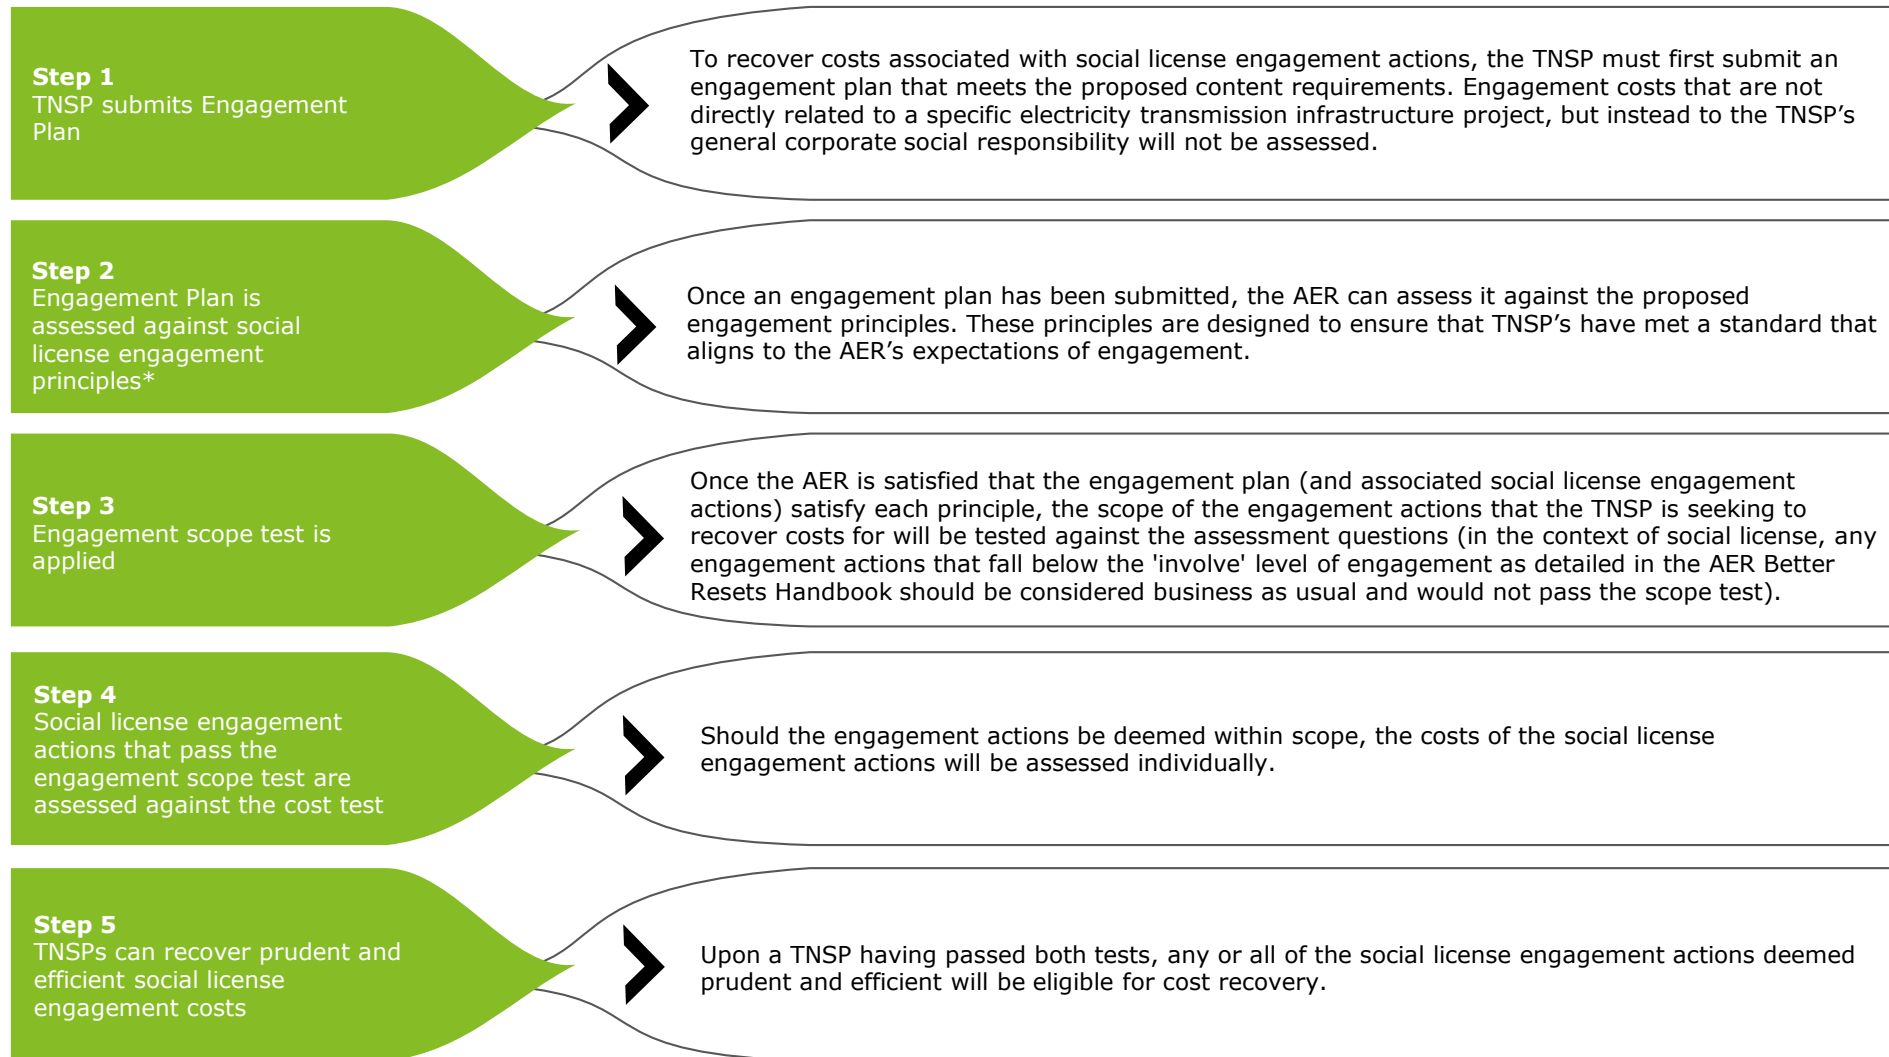 Step 1
TNSP submits Engagement
Plan
To recover costs associated with social license engagement actions, the TNSP must first submit an
engagement plan that meets the proposed content requirements. Engagement costs that are not
directly related to a specific electricity transmission infrastructure project, but instead to the TNSP’s
general corporate social responsibility will not be assessed.
Step 2
Engagement Plan is
assessed against social
license engagement
principles*
Once an engagement plan has been submitted, the AER can assess it against the proposed
engagement principles. These principles are designed to ensure that TNSP’s have met a standard that
aligns to the AER’s expectations of engagement.
Step 3
Engagement scope test is
applied
Once the AER is satisfied that the engagement plan (and associated social license engagement
actions) satisfy each principle, the scope of the engagement actions that the TNSP is seeking to
recover costs for will be tested against the assessment questions (in the context of social license, any
engagement actions that fall below the 'involve' level of engagement as detailed in the AER Better
Resets Handbook should be considered business as usual and would not pass the scope test).
Step 4
Social license engagement
actions that pass the
engagement scope test are
assessed against the cost test
Should the engagement actions be deemed within scope, the costs of the social license
engagement actions will be assessed individually.
Step 5
TNSPs can recover prudent and
efficient social license
engagement costs
Upon a TNSP having passed both tests, any or all of the social license engagement actions deemed
prudent and efficient will be eligible for cost recovery.